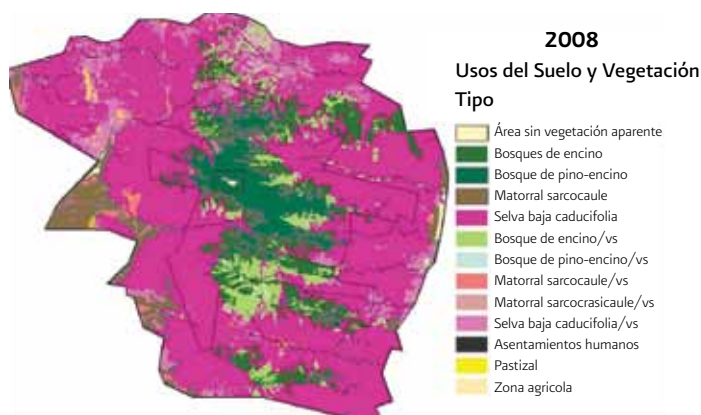 2008
Usos del Suelo y Vegetación
Tipo
Área sin vegetación aparente
Bosques de encino
Bosque de pino-encino
Matorral sarcocaule
Selva baja caducifolia
Bosque de encino/vs
Bosque de pino-encino/vs
Matorral sarcocaule/vs
Matorral sarcocrasicaule/vs
Selva baja caducifolia/vs
Asentamientos humanos
Pastizal
Zona agricola